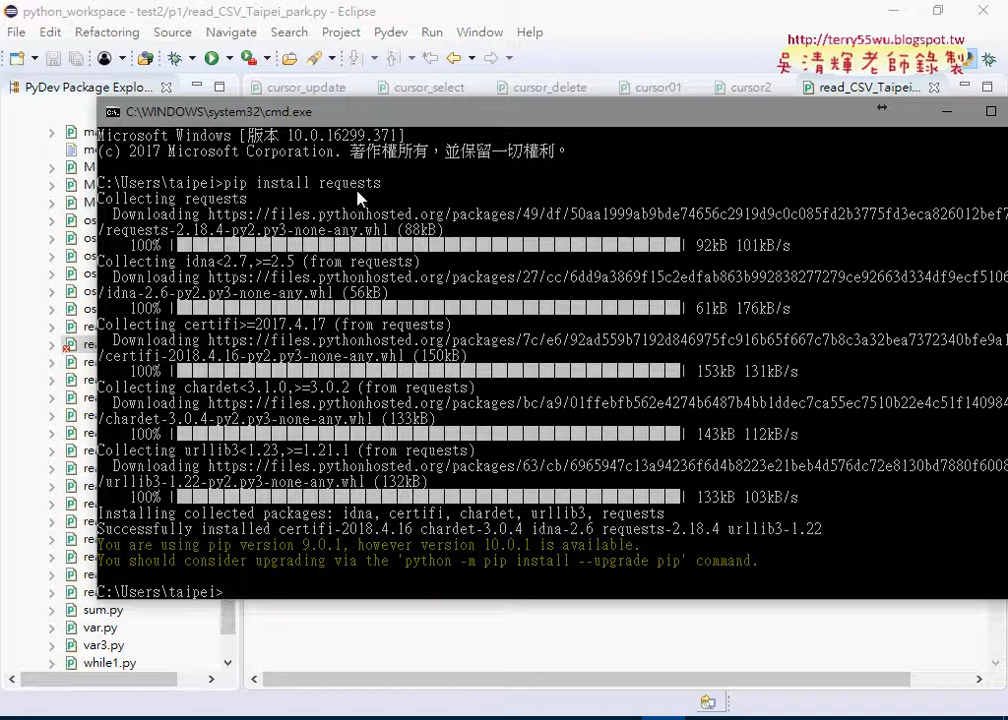 python_workspace - test2/p1/read_CSV_Taipei_park.py - Eclipse
File Edit Refactoring Source Navigate Search Project Pydev Run Window Help
http://terry55wu.blogspot.tw
吳清輝老師錄製
PyDev Package Explo...
cursor_update cursor_select cursor_delete cursor01 cursor2 read_CSV_Taipei...
C:\WINDOWS\system32\cmd.exe
Microsoft Windows [版本 10.0.16299.371]
(c) 2017 Microsoft Corporation. 著作權所有，並保留一切權利。
C:\Users\taipei>pip install requests
Collecting requests
Downloading https://files.pythonhosted.org/packages/49/df/50aa1999ab9bde74656c2919d9c0c085fd2b3775fd3eca826012bef7
/requests-2.18.4-py2.py3-none-any.whl (88kB)
100% 92kB 101kB/s
Collecting idna<2.7,>=2.5 (from requests)
Downloading https://files.pythonhosted.org/packages/27/cc/6dd9a3869f15c2edfab863b992838277279ce92663d334df9ecf5106
/idna-2.6-py2.py3-none-any.whl (56kB)
100% 61kB 176kB/s
Collecting certifi>=2017.4.17 (from requests)
Downloading https://files.pythonhosted.org/packages/7c/e6/92ad559b7192d846975fc916b65f667c7b8c3a32bea7372340bfe9a1
/certifi-2018.4.16-py2.py3-none-any.whl (150kB)
100% 153kB 131kB/s
Collecting chardet<3.1.0,>=3.0.2 (from requests)
Downloading https://files.pythonhosted.org/packages/bc/a9/01ffebfb562e4274b6487b4bb1ddec7ca55ec7510b22e4c51f140984
/chardet-3.0.4-py2.py3-none-any.whl (133kB)
100% 143kB 112kB/s
Collecting urllib3<1.23,>=1.21.1 (from requests)
Downloading https://files.pythonhosted.org/packages/63/cb/6965947c13a94236f6d4b8223e21beb4d576dc72e8130bd7880f6008
/urllib3-1.22-py2.py3-none-any.whl (132kB)
100% 133kB 103kB/s
Installing collected packages: idna, certifi, chardet, urllib3, requests
Successfully installed certifi-2018.4.16 chardet-3.0.4 idna-2.6 requests-2.18.4 urllib3-1.22
You are using pip version 9.0.1, however version 10.0.1 is available.
You should consider upgrading via the 'python -m pip install --upgrade pip' command.
C:\Users\taipei>
sum.py
var.py
var3.py
while1.py